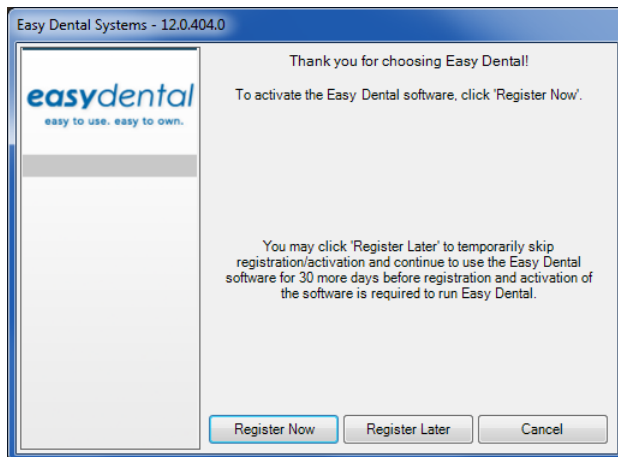 Easy Dental Systems - 12.0.404.0
easydental
easy to use. easy to own.
Thank you for choosing Easy Dental!
To activate the Easy Dental software, click 'Register Now'.
You may click 'Register Later' to temporarily skip
registration/activation and continue to use the Easy Dental
software for 30 more days before registration and activation of
the software is required to run Easy Dental.
Register Now
Register Later
Cancel